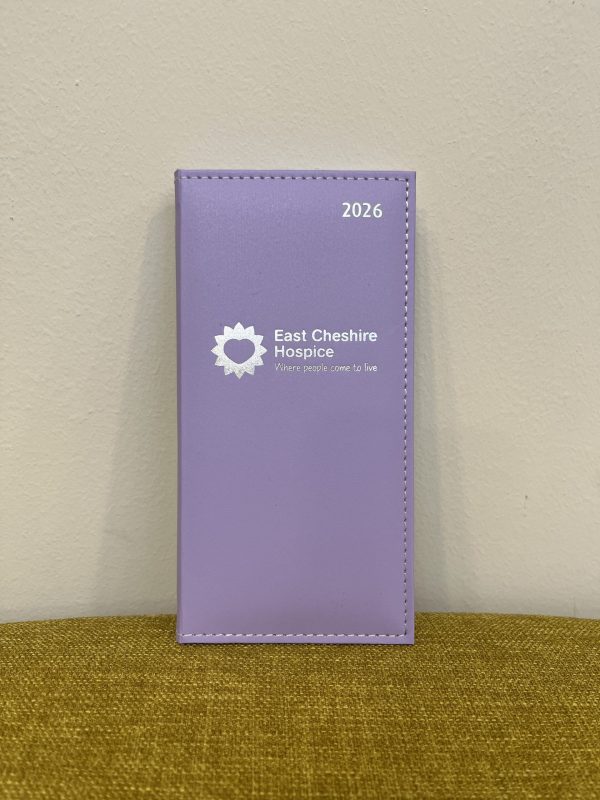 2026
East Cheshire
Hospice
Where people come to live